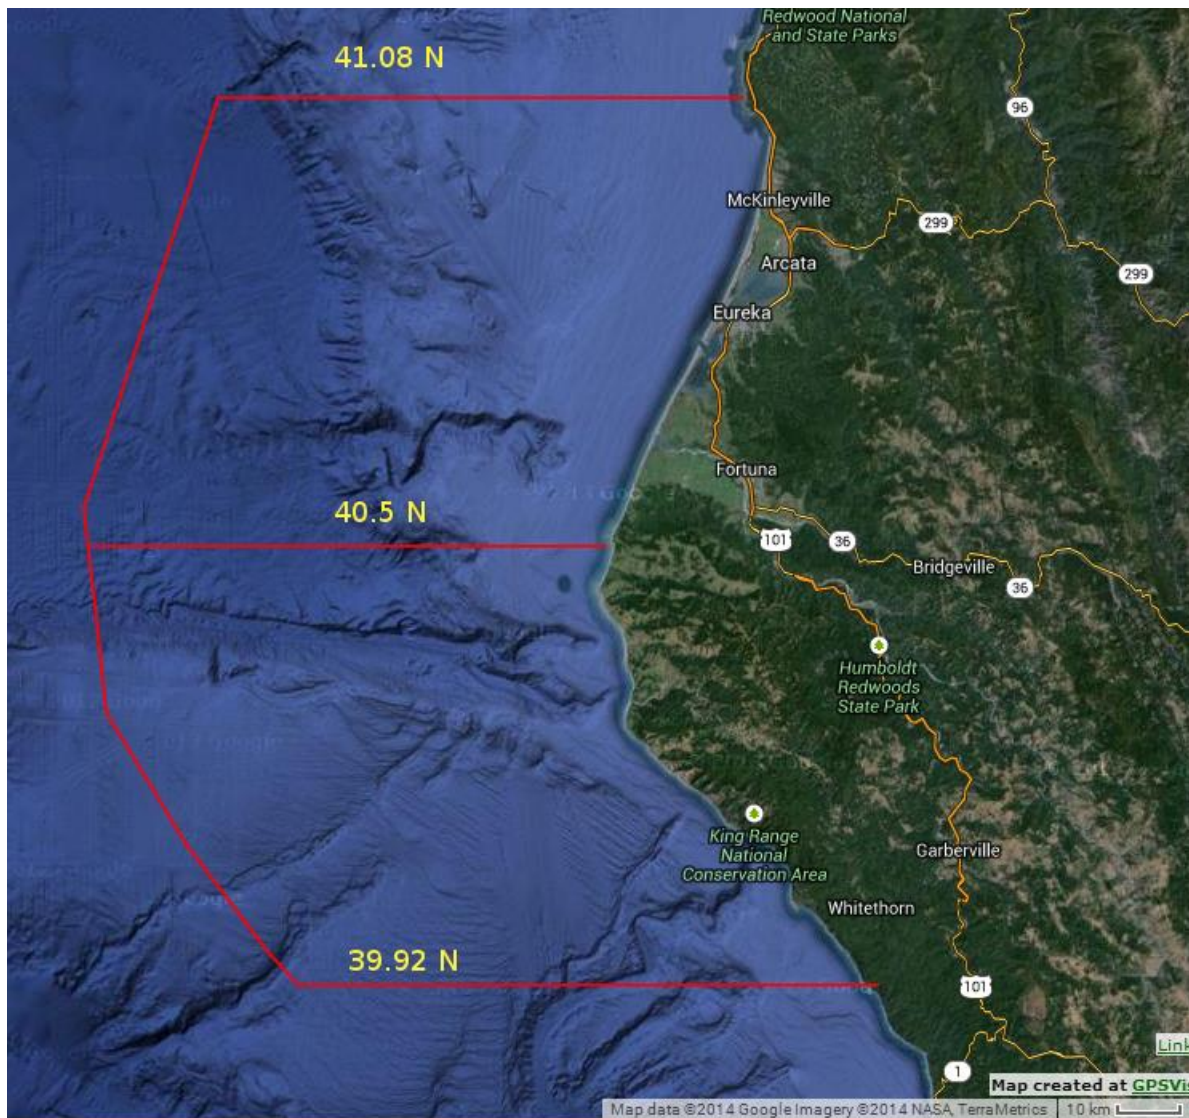 Redwood National
and State Parks
41.08 N
96
McKinleyville
299
Arcata
299
Eureka
Fortuna
40.5 N
101
36
Bridgeville
36
Humboldt
Redwoods
State Park
King Range
National
Conservation Area
Garberville
Whitethorn
39.92 N
101
Link
1
Map created at GPSVis
Map data ©2014 Google Imagery ©2014 NASA, TerraMetrics
10 km